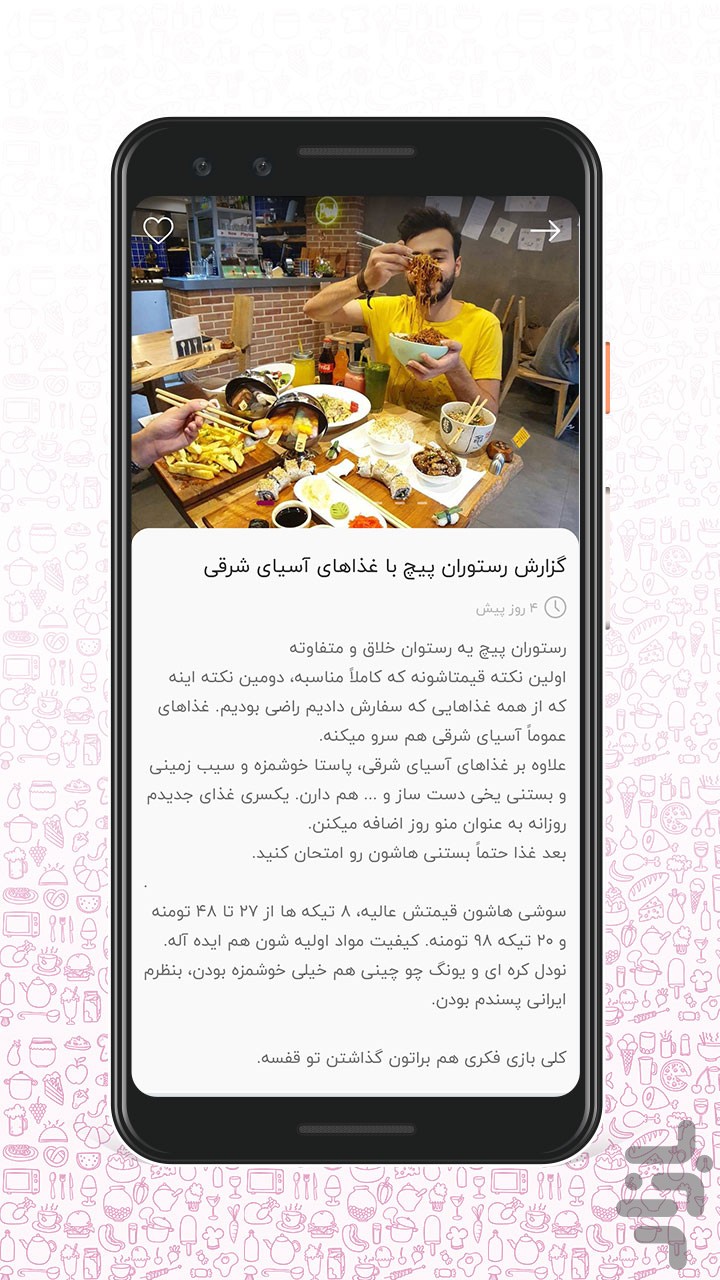 گزارش رستوران پیچ با غذاهای آسیای شرقی
۴ روز پیش
رستوران پیچ یه رستوان خلاق و متفاوته
اولین نکته قیمتاشونه که کاملاً مناسبه، دومین نکته اینه
که از همه غذاهایی که سفارش دادیم راضی بودیم. غذاهای
عموماً آسیای شرقی هم سرو میکنه.
علاوه بر غذاهای آسیای شرقی، پاستا خوشمزه و سیب زمینی
و بستنی یخی دست ساز و ... هم دارن. یکسری غذای جدیدم
روزانه به عنوان منو روز اضافه میکنن.
بعد غذا حتماً بستنی هاشون رو امتحان کنید.
.
سوشی هاشون قیمتش عالیه، ۸ تیکه ها از ۲۷ تا ۴۸ تومنه
و ۲۰ تیکه ۹۸ تومنه. کیفیت مواد اولیه شون هم ایده آله.
نودل کره ای و یونگ چو چینی هم خیلی خوشمزه بودن، بنظرم
ایرانی پسندم بودن.
کلی بازی فکری هم براتون گذاشتن تو قفسه.
بازار